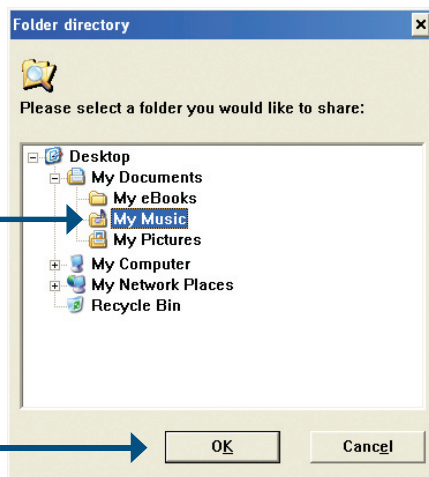 Folder directory
Please select a folder you would like to share:
Desktop
My Documents
My eBooks
My Music
My Pictures
My Computer
My Network Places
Recycle Bin
OK
Cancel